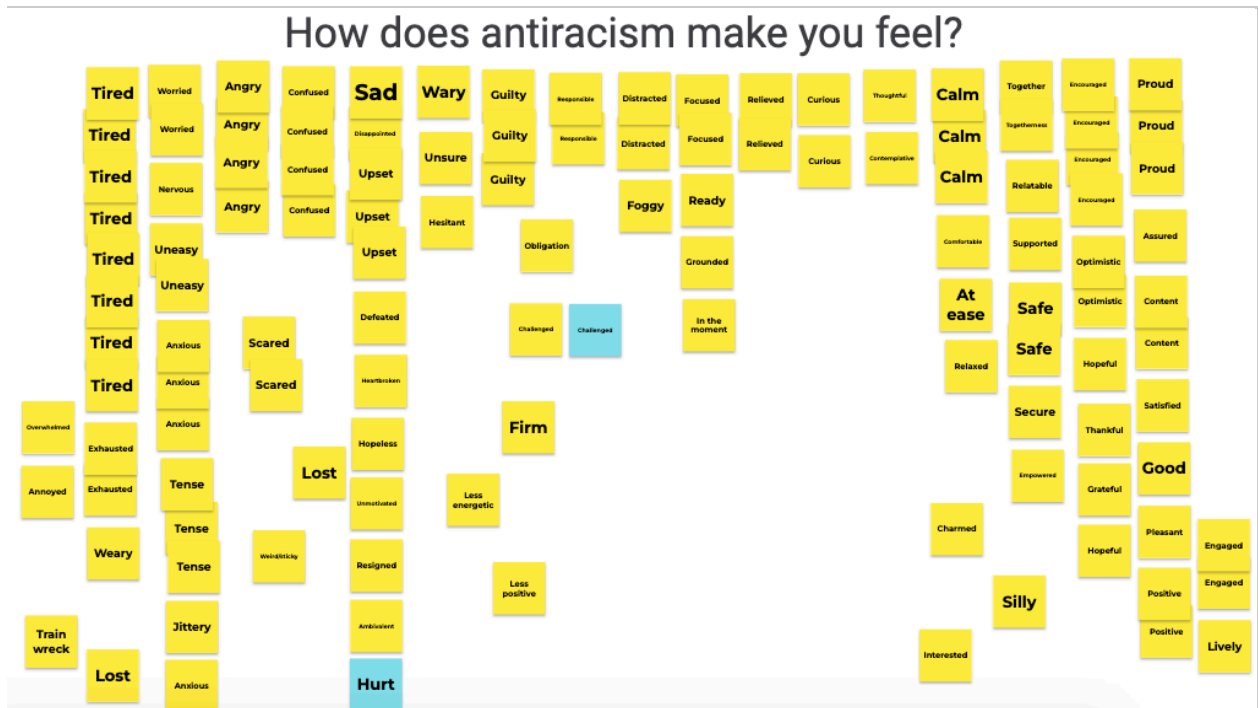 How does antiracism make you feel?
Tired
Tired
Tired
Tired
Tired
Tired
Tired
Tired
Exhausted
Exhausted
Weary
Lost
Overwhelmed
Annoyed
Train
wreck
Worried
Worried
Nervous
Uneasy
Uneasy
Anxious
Anxious
Anxious
Tense
Tense
Tense
Jittery
Anxious
Angry
Angry
Angry
Angry
Scared
Scared
Weird/sticky
Confused
Confused
Confused
Confused
Lost
Sad
Disappointed
Upset
Upset
Upset
Defeated
Heartbroken
Hopeless
Unmotivated
Resigned
Ambivalent
Hurt
Wary
Unsure
Hesitant
Less
energetic
Guilty
Guilty
Guilty
Obligation
Challenged
Challenged
Firm
Less
positive
Responsible
Responsible
Distracted
Distracted
Foggy
Focused
Focused
Ready
Grounded
In the
moment
Relieved
Relieved
Curious
Curious
Thoughtful
Contemplative
Calm
Calm
Calm
Comfortable
At
ease
Relaxed
Charmed
Interested
Together
Togetherness
Relatable
Supported
Safe
Safe
Secure
Empowered
Silly
Encouraged
Encouraged
Encouraged
Encouraged
Optimistic
Optimistic
Hopeful
Thankful
Grateful
Hopeful
Proud
Proud
Proud
Assured
Content
Content
Satisfied
Good
Pleasant
Positive
Positive
Engaged
Engaged
Lively